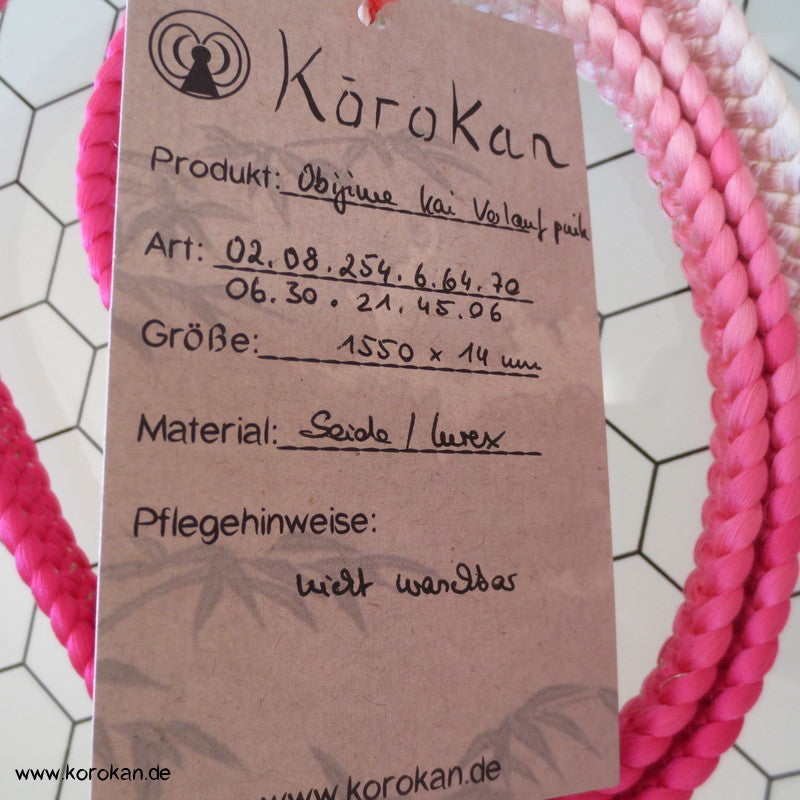 Kōrokan
Produkt: Obijime kai Verlauf pink
Art: 02.08.254.6.64.70
06.30.21.45.06
Größe: 1550 x 14 mm
Material: Seide / Lurex
Pflegehinweise:
nicht waschbar
www.korokan.de
www.korokan.de